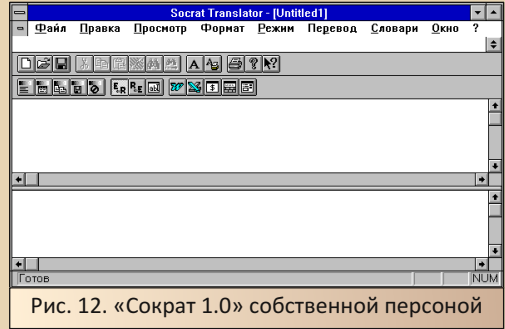 Socrat Translator - [Untitled1]
Файл Правка Просмотр Формат Режим Перевод Словари Окно ?
Готов NUM
Рис. 12. «Сократ 1.0» собственной персоной